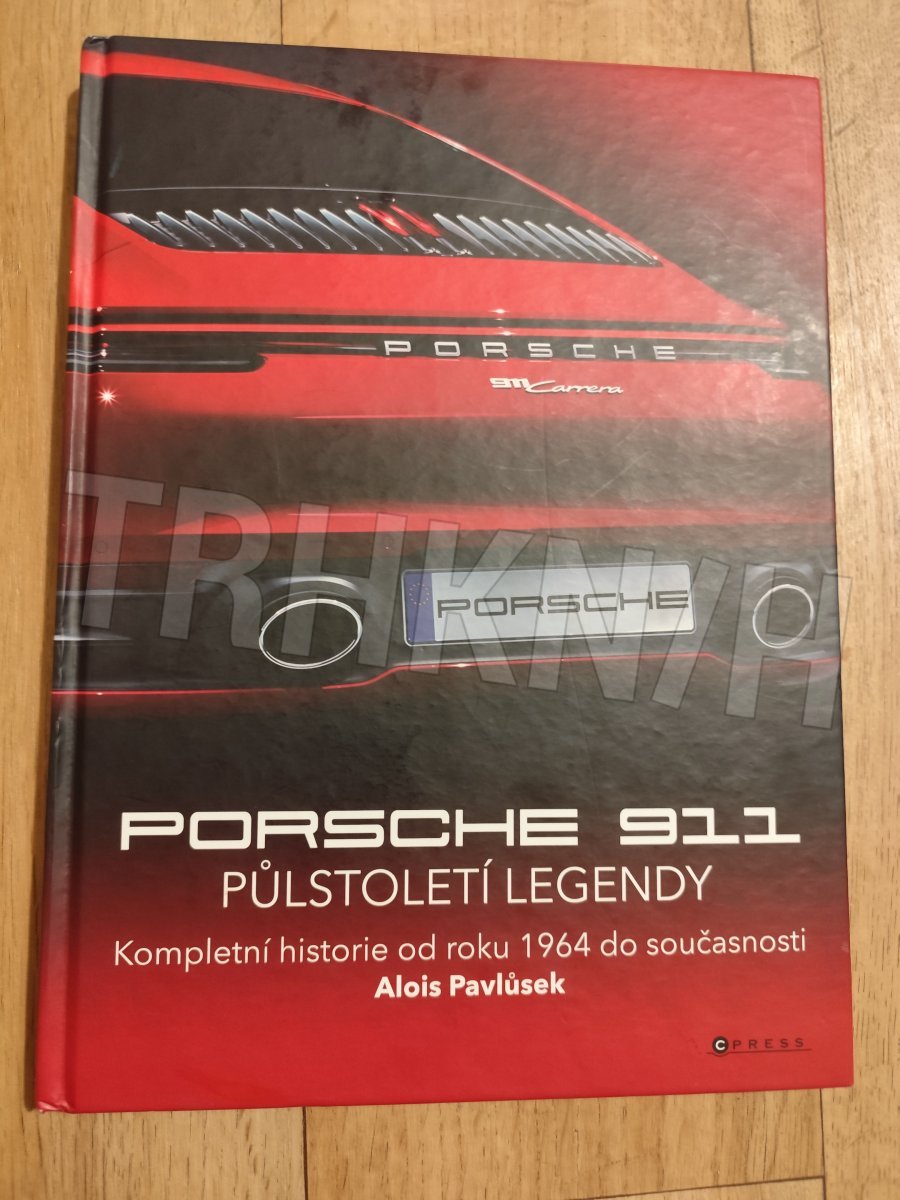 PORSCHE
911 Carrera
PORSCHE
TRHKNIH
PORSCHE 911
PŮLSTOLETÍ LEGENDY
Kompletní historie od roku 1964 do současnosti
Alois Pavlůsek
CPRESS